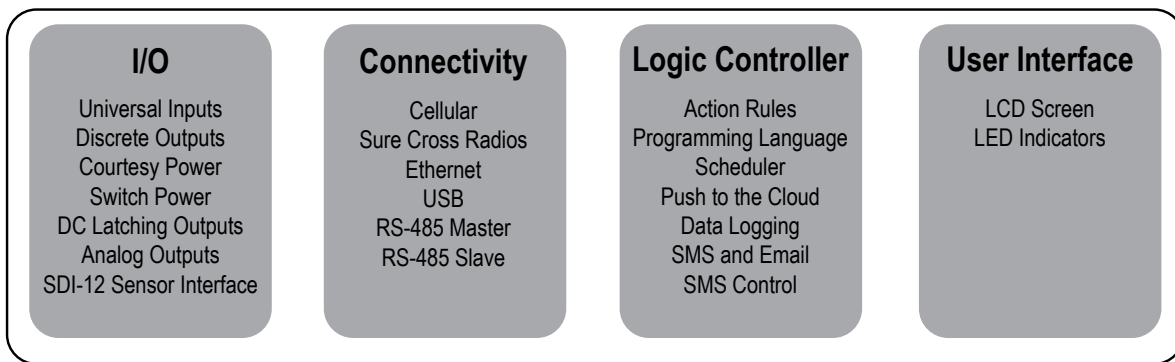 I/O
Universal Inputs
Discrete Outputs
Courtesy Power
Switch Power
DC Latching Outputs
Analog Outputs
SDI-12 Sensor Interface
Connectivity
Cellular
Sure Cross Radios
Ethernet
USB
RS-485 Master
RS-485 Slave
Logic Controller
Action Rules
Programming Language
Scheduler
Push to the Cloud
Data Logging
SMS and Email
SMS Control
User Interface
LCD Screen
LED Indicators